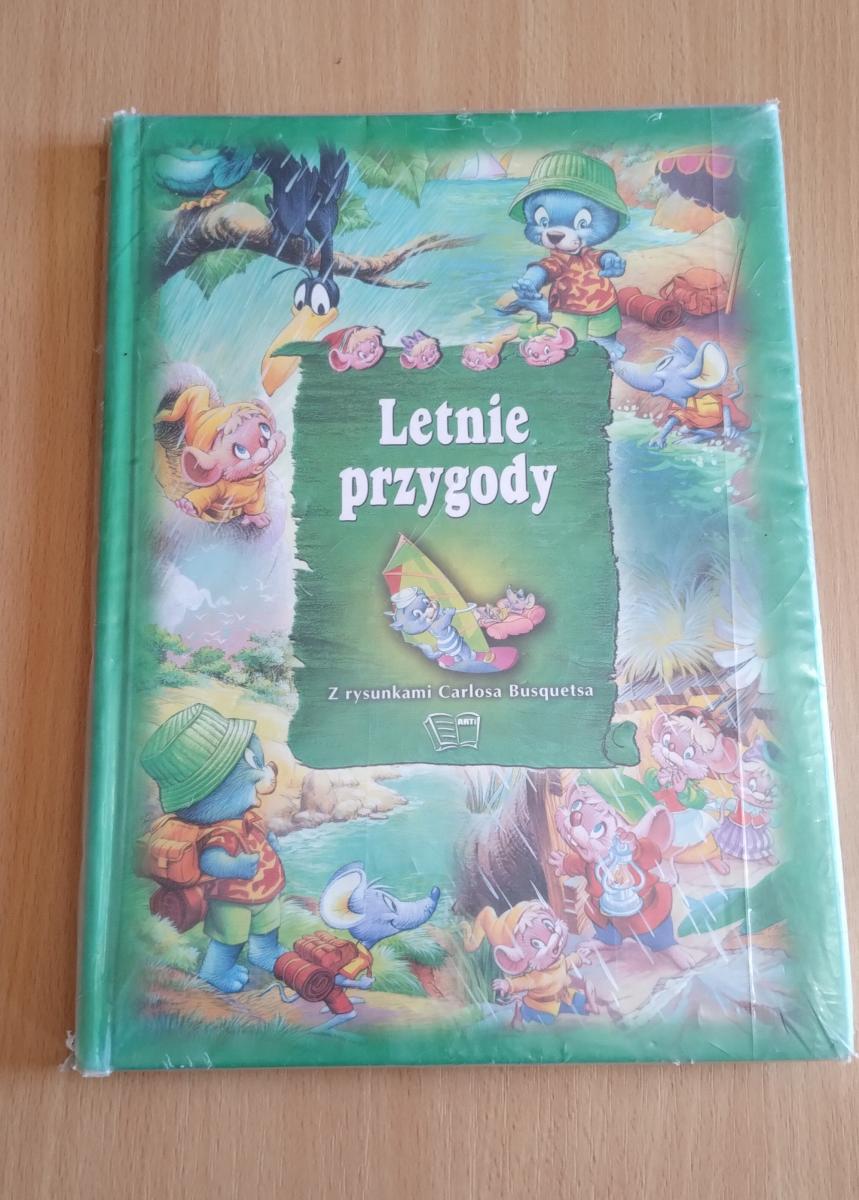 Letnie
przygody
Z rysunkami Carlosa Busquetsa
ARTI